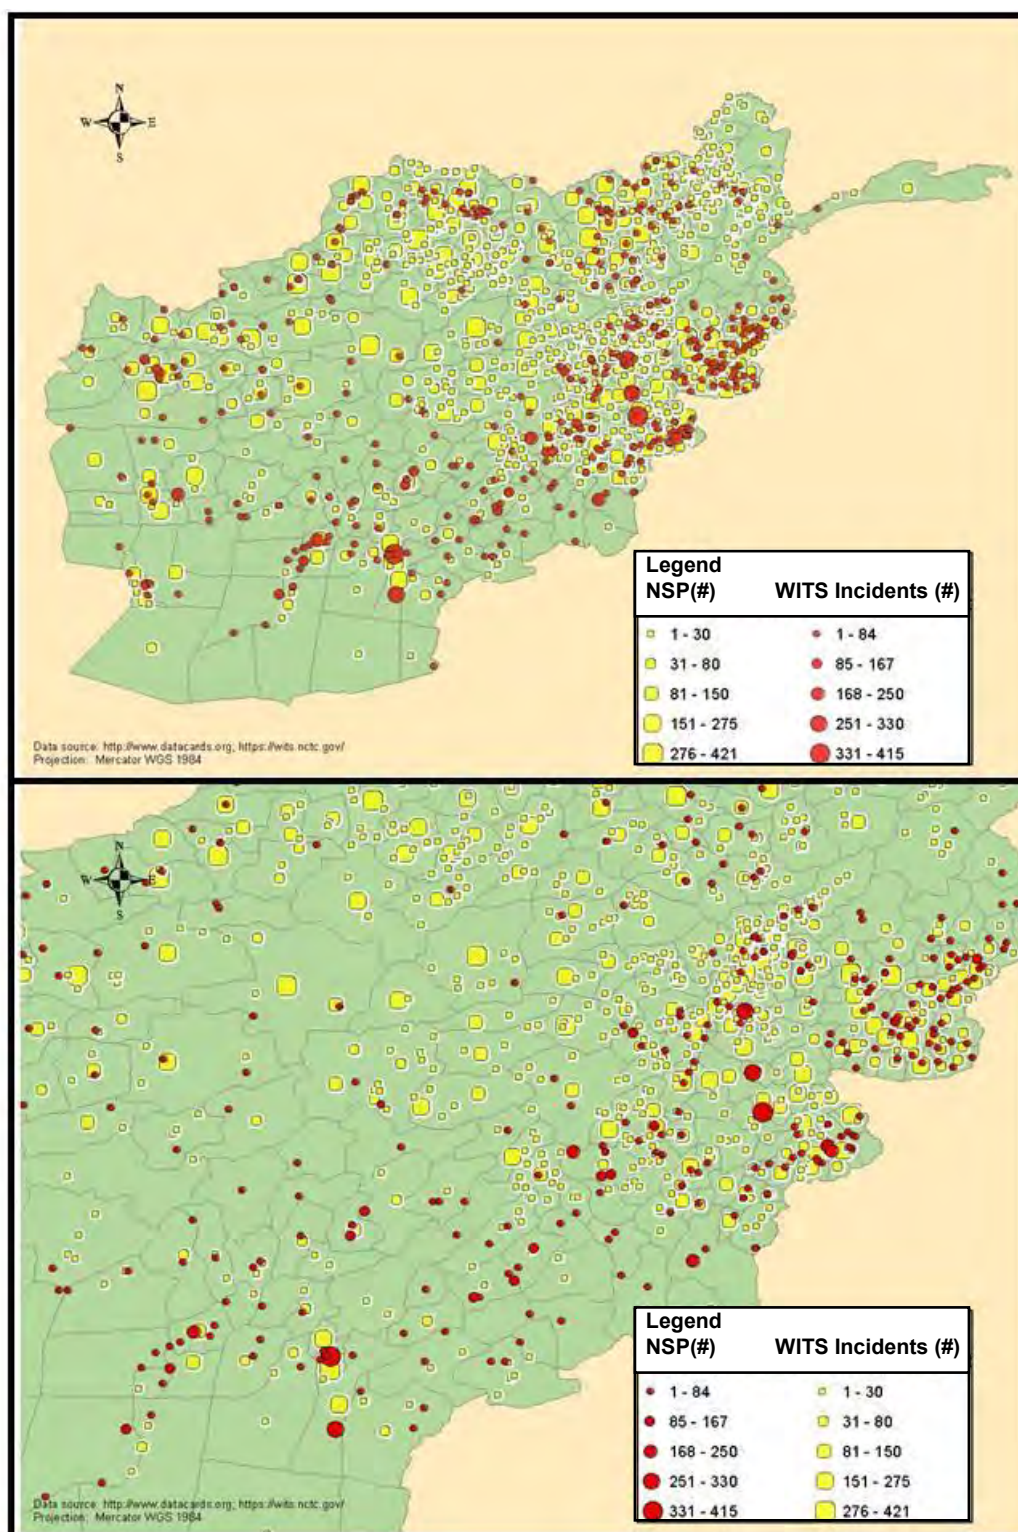 N
W E
S
Legend
NSP(#) WITS Incidents (#)
1 - 30 1 - 84
31 - 80 85 - 167
81 - 150 168 - 250
151 - 275 251 - 330
276 - 421 331 - 415
Data source: http://www.datacards.org; https://wits.nctc.gov/
Projection: Mercator WGS 1984
N
W E
S
Legend
NSP(#) WITS Incidents (#)
1 - 84 1 - 30
85 - 167 31 - 80
168 - 250 81 - 150
251 - 330 151 - 275
331 - 415 276 - 421
Data source: http://www.datacards.org; https://wits.nctc.gov/
Projection: Mercator WGS 1984